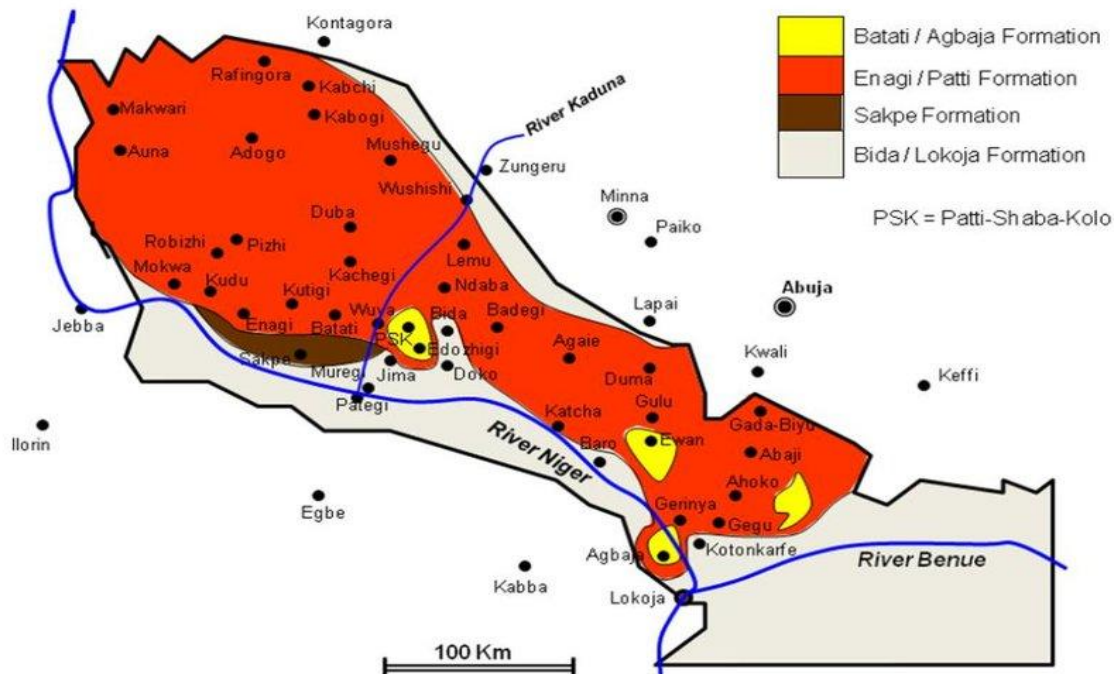 Kontagora
Rafingora
Kabchi
Makwari
Kabogi
River Kaduna
Auna
Adogo
Mushegu
Zungeru
Wushishi
Minna
Paiko
Duba
Robizhi
Pizhi
Lemu
Mokwa
Kudu
Kachegi
Ndaba
Abuja
Kutigi
Wuya
Bida
Badegi
Lapai
Jebba
Enagi
Batati
PSK
Edozhigi
Agaie
Kwali
Sakpe
Muregi
Jima
Doko
Duma
Keffi
Pategi
Gulu
Gada-Biyu
Katcha
Ewan
Ilorin
River Niger
Baro
Abaji
Ahoko
Egbe
Gerinya
Gegu
Agbaja
Kotonkarfe
River Benue
Kabba
Lokoja
100 Km
Batati / Agbaja Formation
Enagi / Patti Formation
Sakpe Formation
Bida / Lokoja Formation
PSK = Patti-Shaba-Kolo